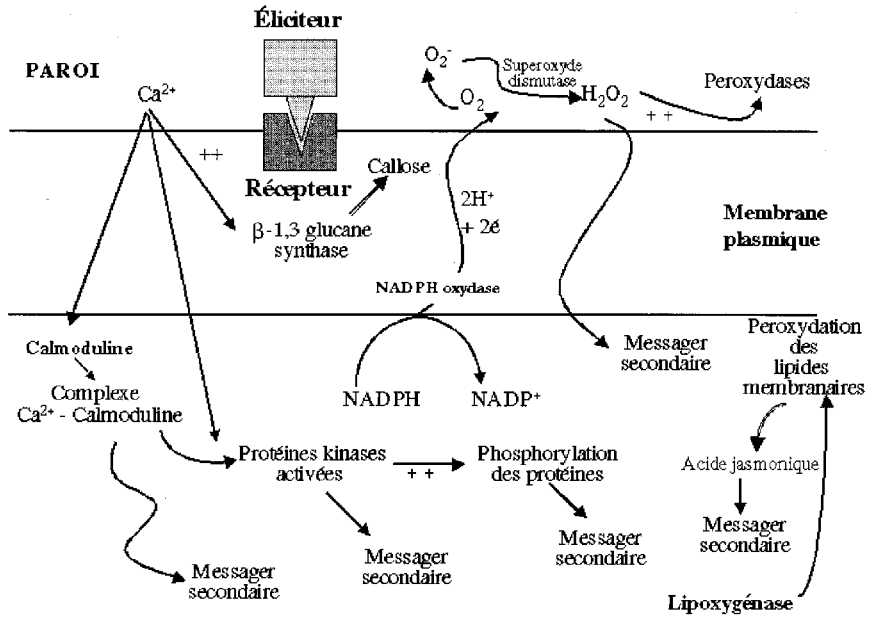 Éliciteur
PAROI
Ca²⁺
++
Récepteur
Callose
β-1,3 glucane
synthase
O₂⁻
O₂
Superoxyde
dismutase
H₂O₂
++
Peroxydases
2H⁺
+ 2é
Membrane
plasmique
NADPH oxydase
NADPH
NADP⁺
Messager
secondaire
Peroxydation
des
lipides
membranaires
Calmoduline
Complexe
Ca²⁺ - Calmoduline
Protéines kinases
activées
++
Phosphorylation
des protéines
Acide jasmonique
Messager
secondaire
Messager
secondaire
Messager
secondaire
Messager
secondaire
Lipoxygénase